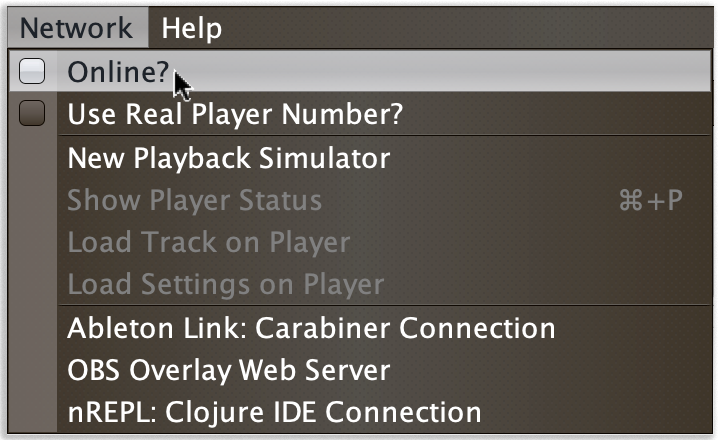 Network Help
Online?
Use Real Player Number?
New Playback Simulator
Show Player Status ⌘+P
Load Track on Player
Load Settings on Player
Ableton Link: Carabiner Connection
OBS Overlay Web Server
nREPL: Clojure IDE Connection